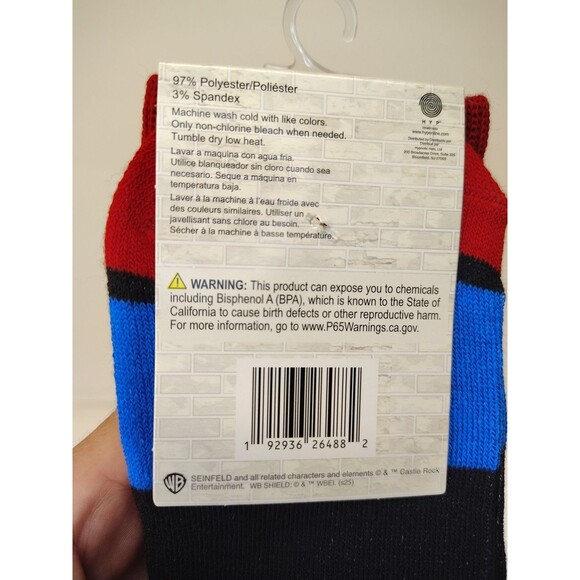 97% Polyester/Poliéster
3% Spandex
Machine wash cold with like colors.
Only non-chlorine bleach when needed.
Tumble dry low heat.
Lavar a maquina con agua fria.
Utilice blanqueador sin cloro cuando sea
necesario. Seque a máquina en
temperatura baja.
Laver à la machine à l'eau froide avec
des couleurs similaires. Utiliser un
javellisant sans chlore au besoin.
Sécher à la machine à basse température.
HYP
⚠ WARNING: This product can expose you to chemicals
including Bisphenol A (BPA), which is known to the State of
California to cause birth defects or other reproductive harm.
For more information, go to www.P65Warnings.ca.gov.
1 92936 26488 2
WB
SEINFELD and all related characters and elements © & ™ Castle Rock
Entertainment. WB SHIELD: © & ™ WBEI. (s25)